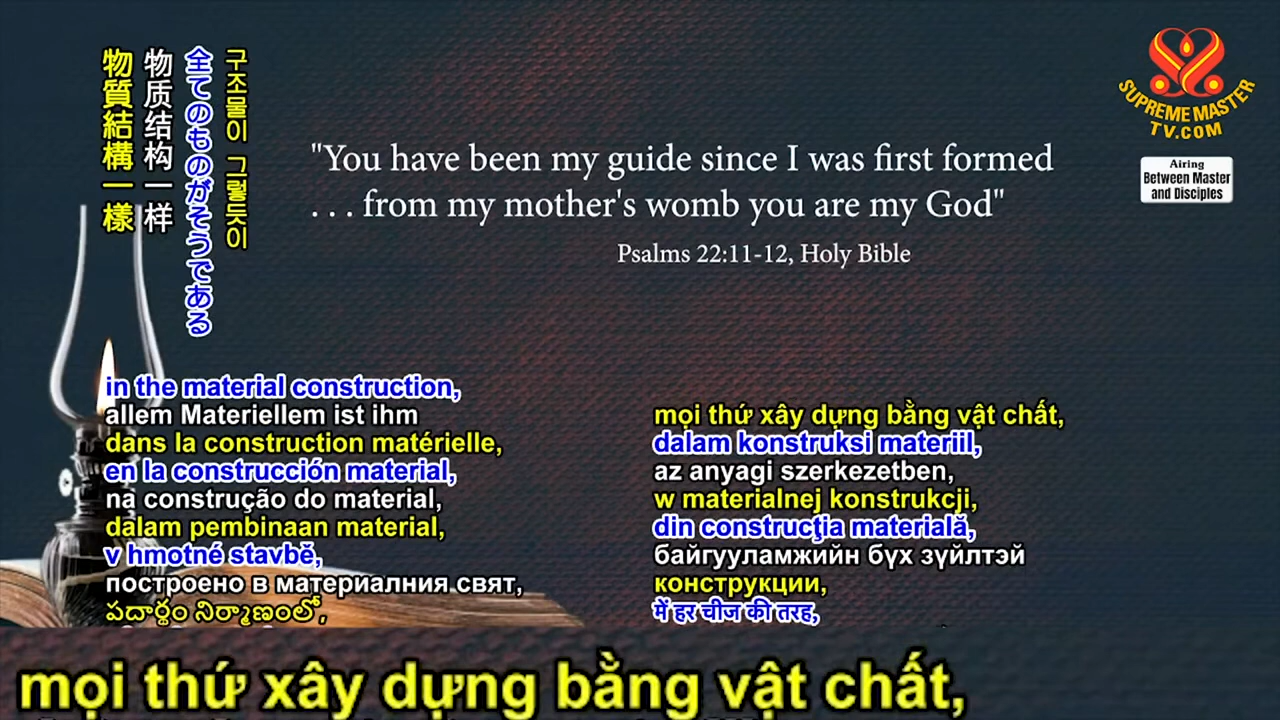 物質結構一樣
物质结构一样
全てのものがそうである
구조물이 그렇듯이
"You have been my guide since I was first formed
. . . from my mother's womb you are my God"
Psalms 22:11-12, Holy Bible
SUPREME MASTER
TV.COM
Airing
Between Master
and Disciples
in the material construction,
allem Materiellem ist ihm
dans la construction matérielle,
en la construcción material,
na construção do material,
dalam pembinaan material,
v hmotné stavbě,
построено в материалния свят,
పదార్థం నిర్మాణంలో,
mọi thứ xây dựng bằng vật chất,
dalam konstruksi materiil,
az anyagi szerkezetben,
w materialnej konstrukcji,
din construcţia materială,
байгууламжийн бүх зүйлтэй
конструкции,
में हर चीज की तरह,
mọi thứ xây dựng bằng vật chất,